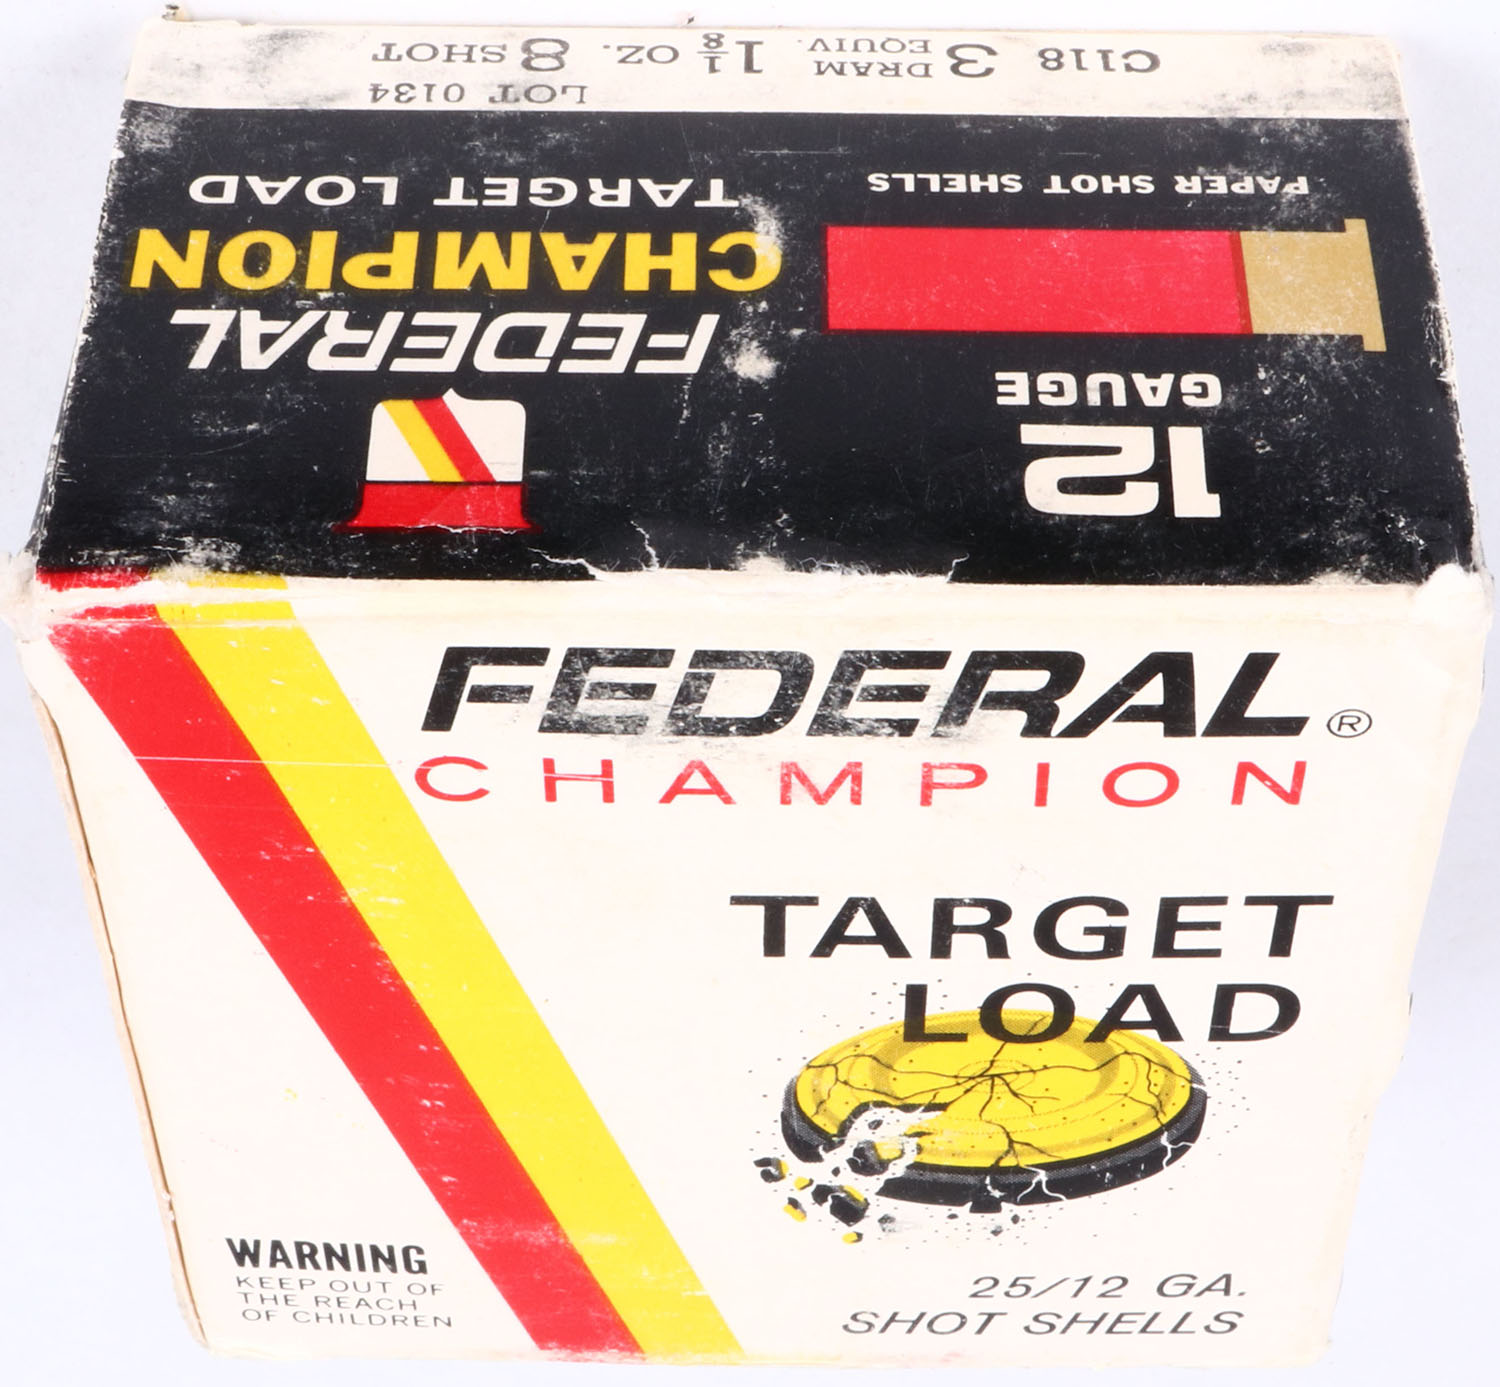 C118 3 DRAM EQUIV. 1 1/8 OZ. 8 SHOT
LOT 0134
PAPER SHOT SHELLS
12
GAUGE
FEDERAL
CHAMPION
TARGET LOAD
FEDERAL®
CHAMPION
TARGET
LOAD
25/12 GA.
SHOT SHELLS
WARNING
KEEP OUT OF
THE REACH
OF CHILDREN